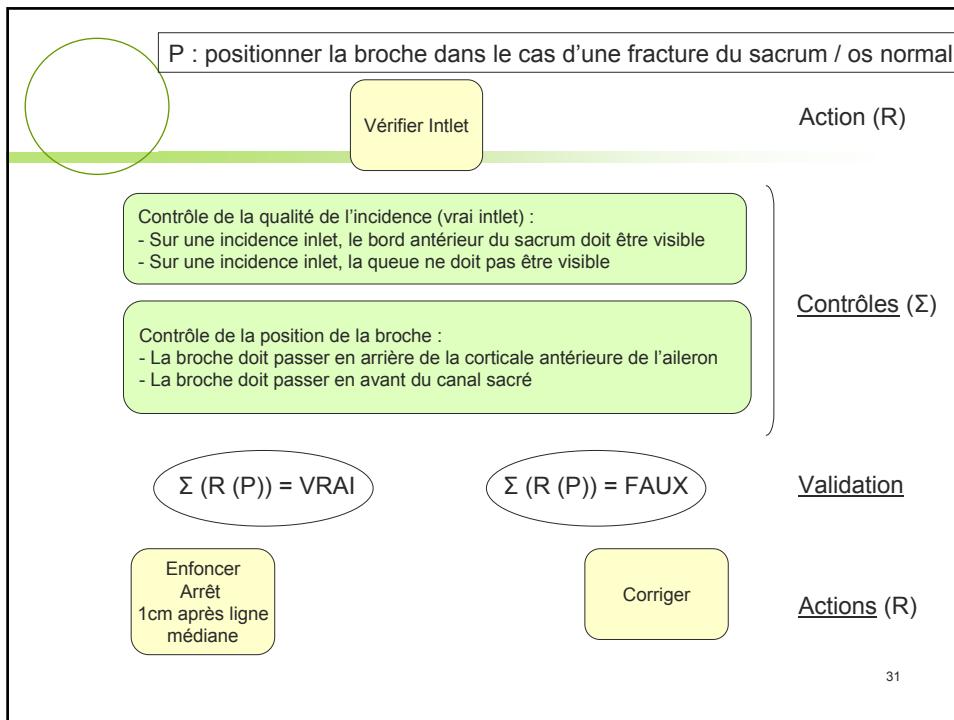 P : positionner la broche dans le cas d'une fracture du sacrum / os normal
Vérifier Intlet
Action (R)
Contrôle de la qualité de l'incidence (vrai intlet) :
- Sur une incidence inlet, le bord antérieur du sacrum doit être visible
- Sur une incidence inlet, la queue ne doit pas être visible
Contrôles (Σ)
Contrôle de la position de la broche :
- La broche doit passer en arrière de la corticale antérieure de l'aileron
- La broche doit passer en avant du canal sacré
Σ (R (P)) = VRAI
Σ (R (P)) = FAUX
Validation
Enfoncer
Arrêt
1cm après ligne
médiane
Corriger
Actions (R)
31